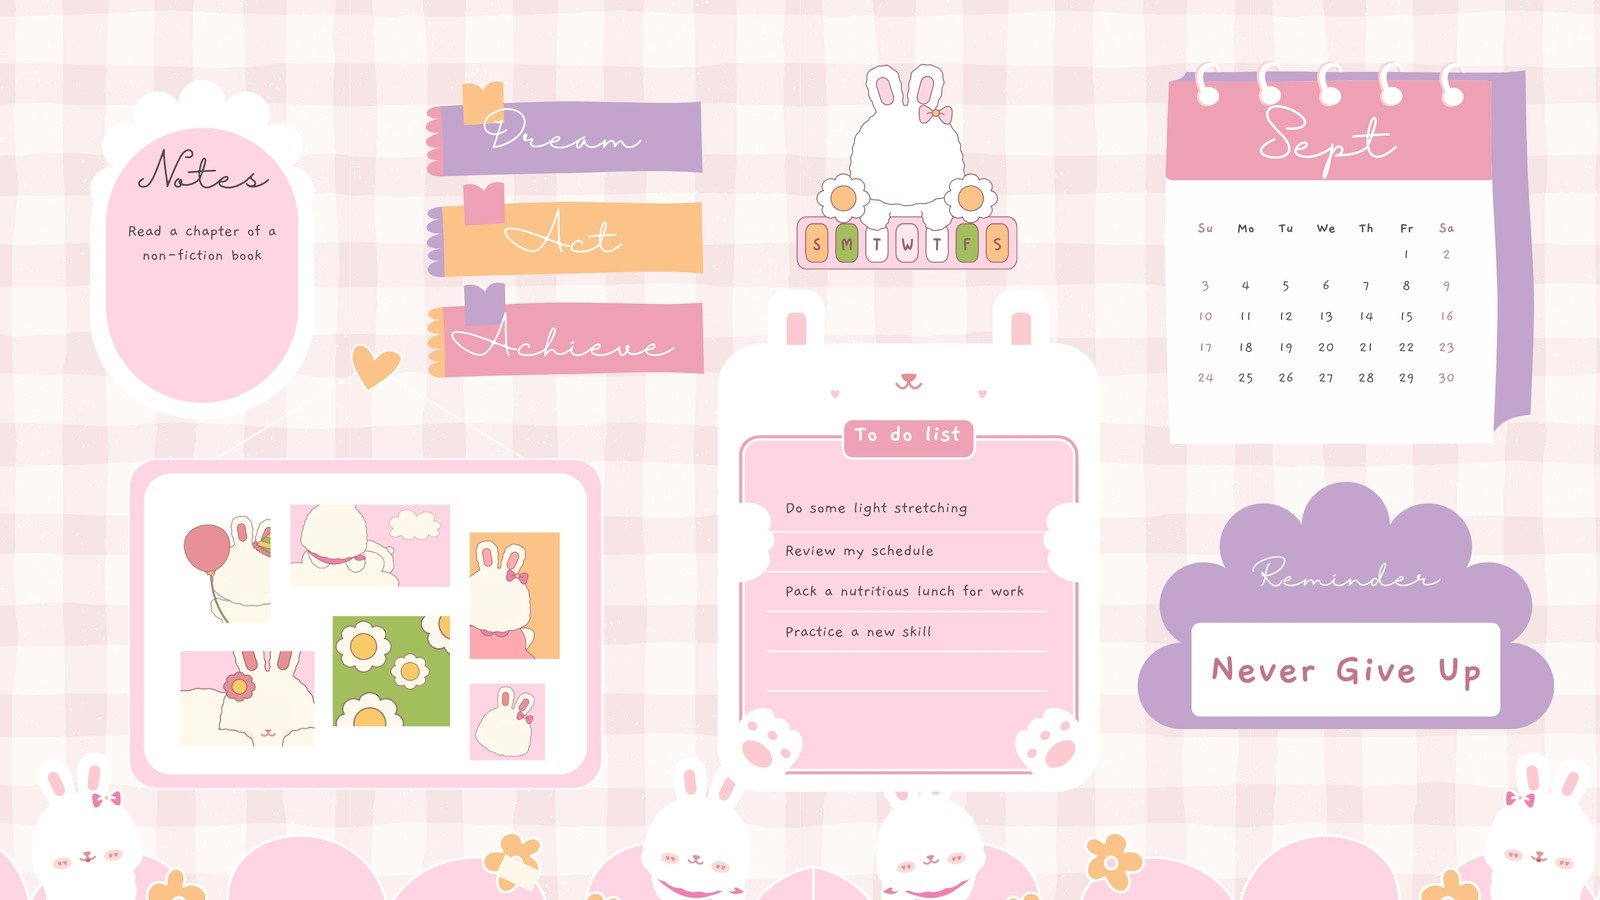 Notes
Read a chapter of a
non-fiction book
Dream
Act
Achieve
S M T W T F S
Sept
Su Mo Tu We Th Fr Sa
1 2
3 4 5 6 7 8 9
10 11 12 13 14 15 16
17 18 19 20 21 22 23
24 25 26 27 28 29 30
To do list
Do some light stretching
Review my schedule
Pack a nutritious lunch for work
Practice a new skill
Reminder
Never Give Up